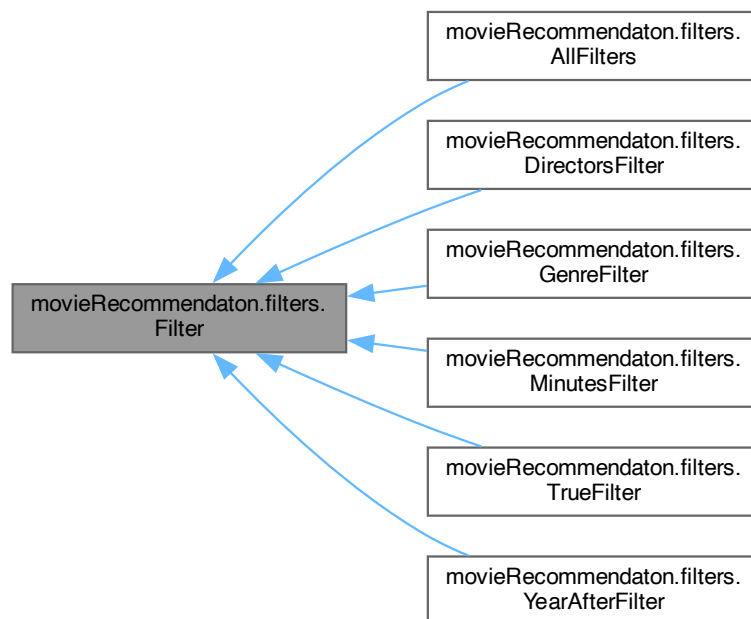 movieRecommendaton.filters.
AllFilters
movieRecommendaton.filters.
DirectorsFilter
movieRecommendaton.filters.
GenreFilter
movieRecommendaton.filters.
Filter
movieRecommendaton.filters.
MinutesFilter
movieRecommendaton.filters.
TrueFilter
movieRecommendaton.filters.
YearAfterFilter